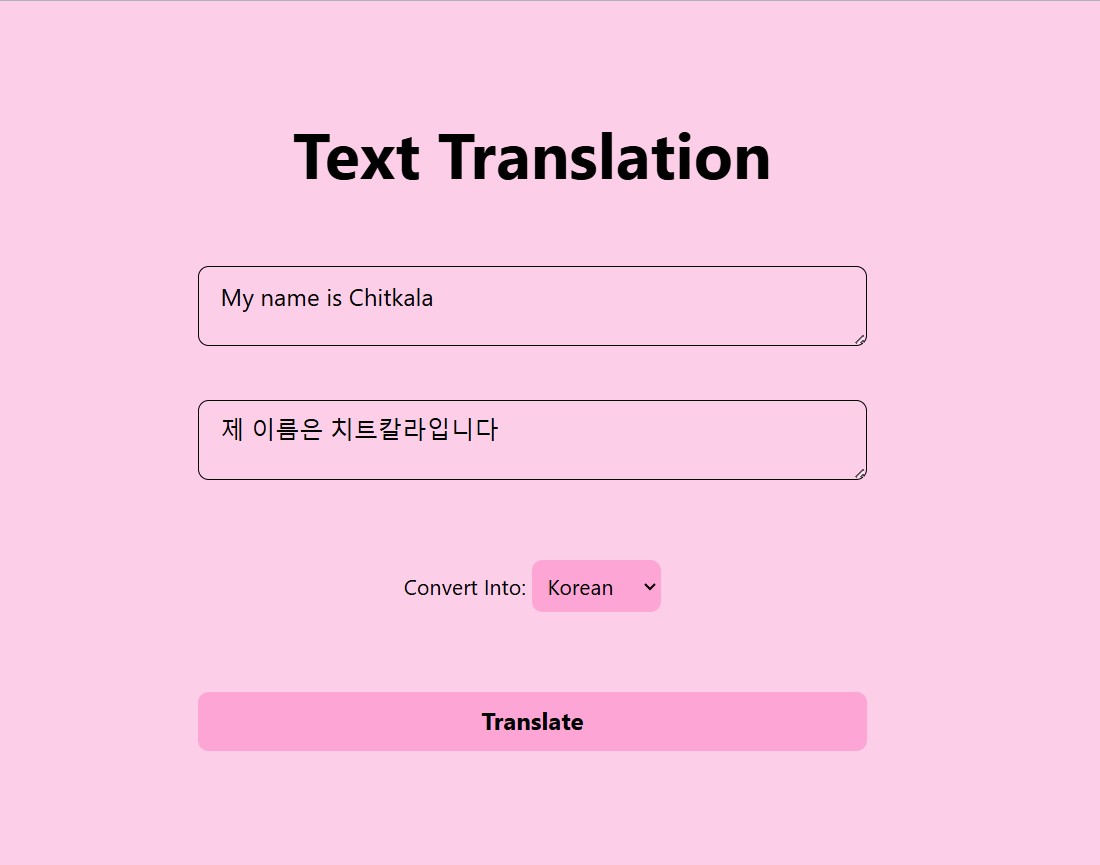 Text Translation
My name is Chitkala
제 이름은 치트칼라입니다
Convert Into: Korean
Translate